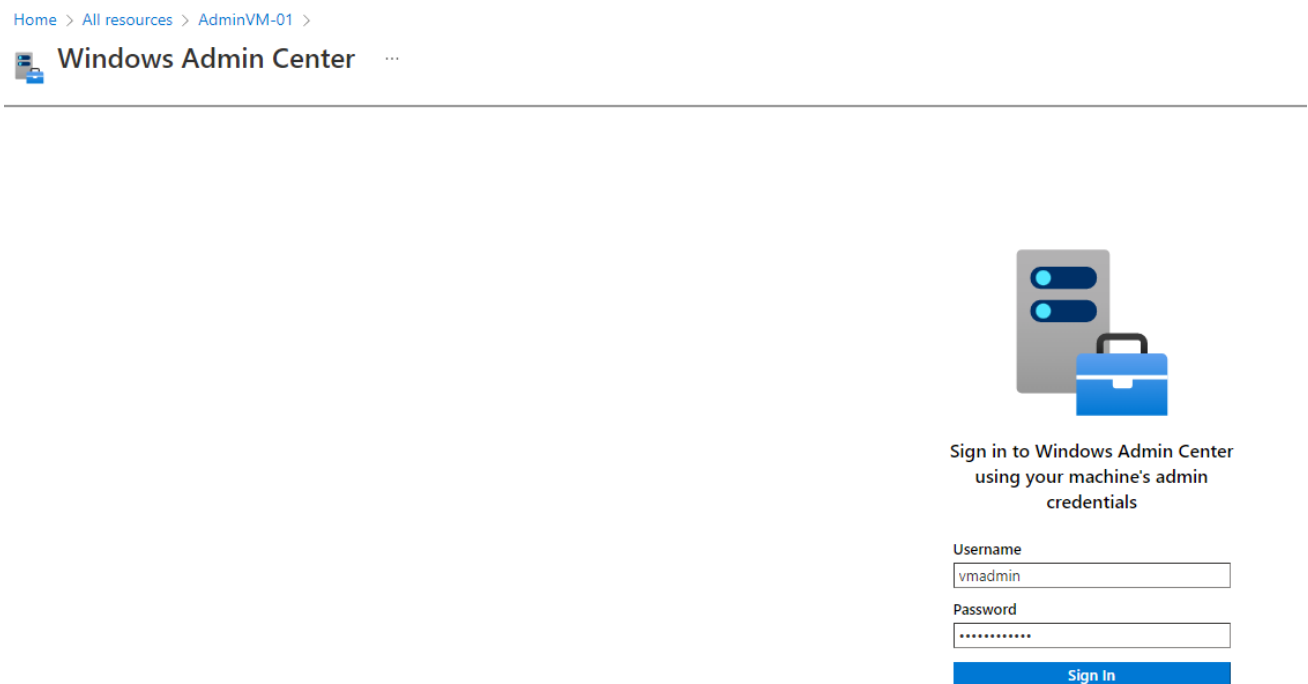 Home > All resources > AdminVM-01 >
Windows Admin Center ...
Sign in to Windows Admin Center
using your machine's admin
credentials
Username
vmadmin
Password
••••••••••••
Sign In